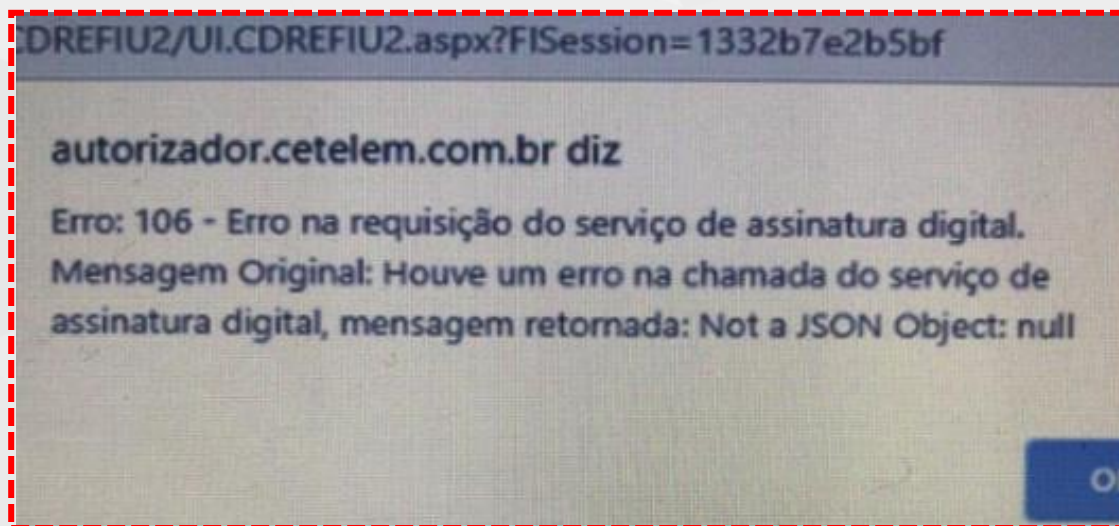 CDREFIU2/UI.CDREFIU2.aspx?FISession=1332b7e2b5bf
autorizador.cetelem.com.br diz
Erro: 106 - Erro na requisição do serviço de assinatura digital.
Mensagem Original: Houve um erro na chamada do serviço de
assinatura digital, mensagem retornada: Not a JSON Object: null